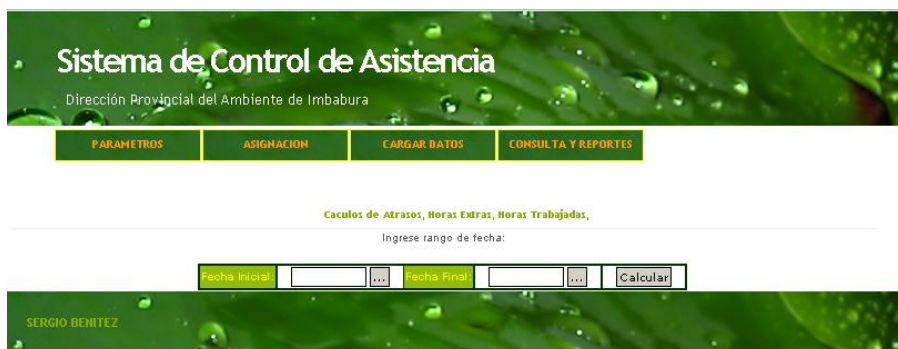 Sistema de Control de Asistencia
Dirección Provincial del Ambiente de Imbabura
PARAMETROS ASIGNACION CARGAR DATOS CONSULTA Y REPORTES
Caculos de Atrasos, Horas Extras, Horas Trabajadas,
Ingrese rango de fecha:
Fecha Inicial: ... Fecha Final: ... Calcular
SERGIO BENITEZ